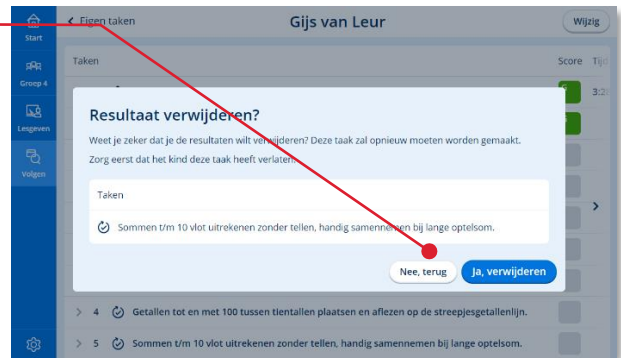 Eigen taken
Gijs van Leur
Wijzig
Start
Taken
Score
Groep 4
Lesgeven
Volgen
Resultaat verwijderen?
Weet je zeker dat je de resultaten wilt verwijderen? Deze taak zal opnieuw moeten worden gemaakt.
Zorg eerst dat het kind deze taak heeft verlaten.
Taken
Sommen t/m 10 vlot uitrekenen zonder tellen, handig samennemen bij lange optelsom.
Nee, terug
Ja, verwijderen
4 Getallen tot en met 100 tussen tientallen plaatsen en aflezen op de streepjesgetallenlijn.
5 Sommen t/m 10 vlot uitrekenen zonder tellen, handig samennemen bij lange optelsom.